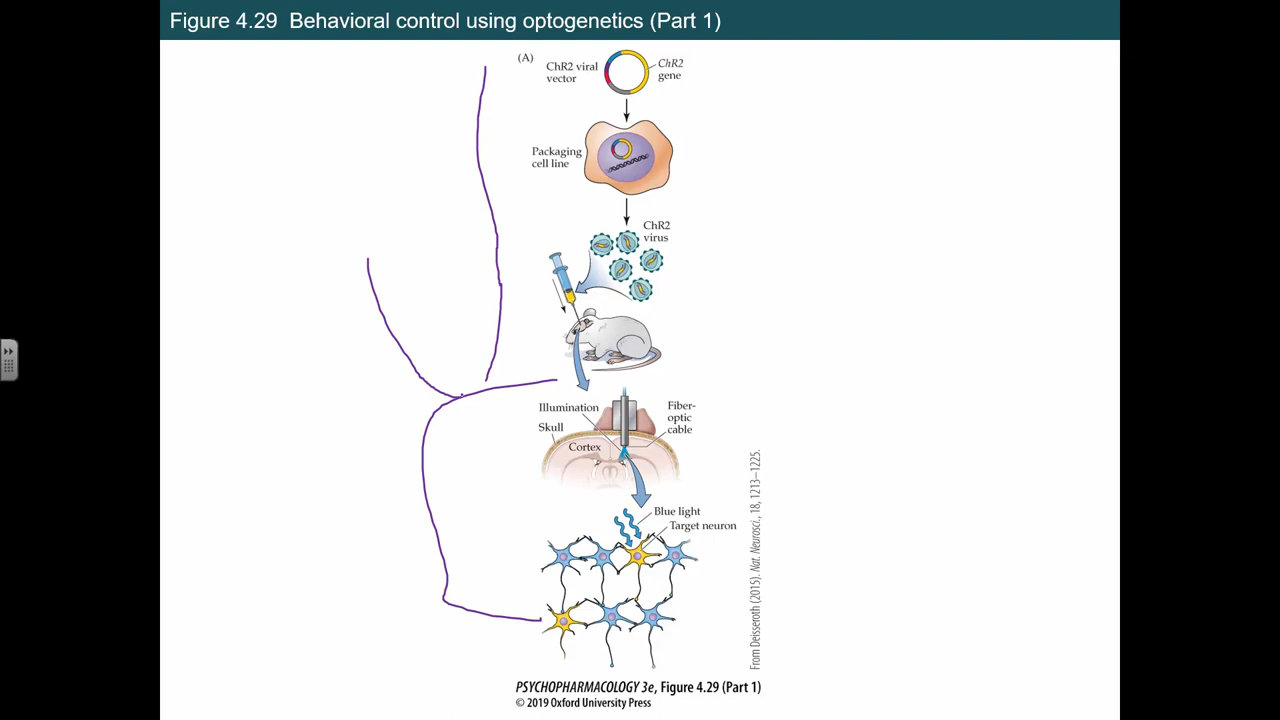 Figure 4.29 Behavioral control using optogenetics (Part 1)
(A)
ChR2 viral
vector
ChR2
gene
Packaging
cell line
ChR2
virus
Illumination
Fiber-
optic
cable
Skull
Cortex
Blue light
Target neuron
From Deisseroth (2015). Nat. Neurosci., 18, 1213–1225.
PSYCHOPHARMACOLOGY 3e, Figure 4.29 (Part 1)
© 2019 Oxford University Press